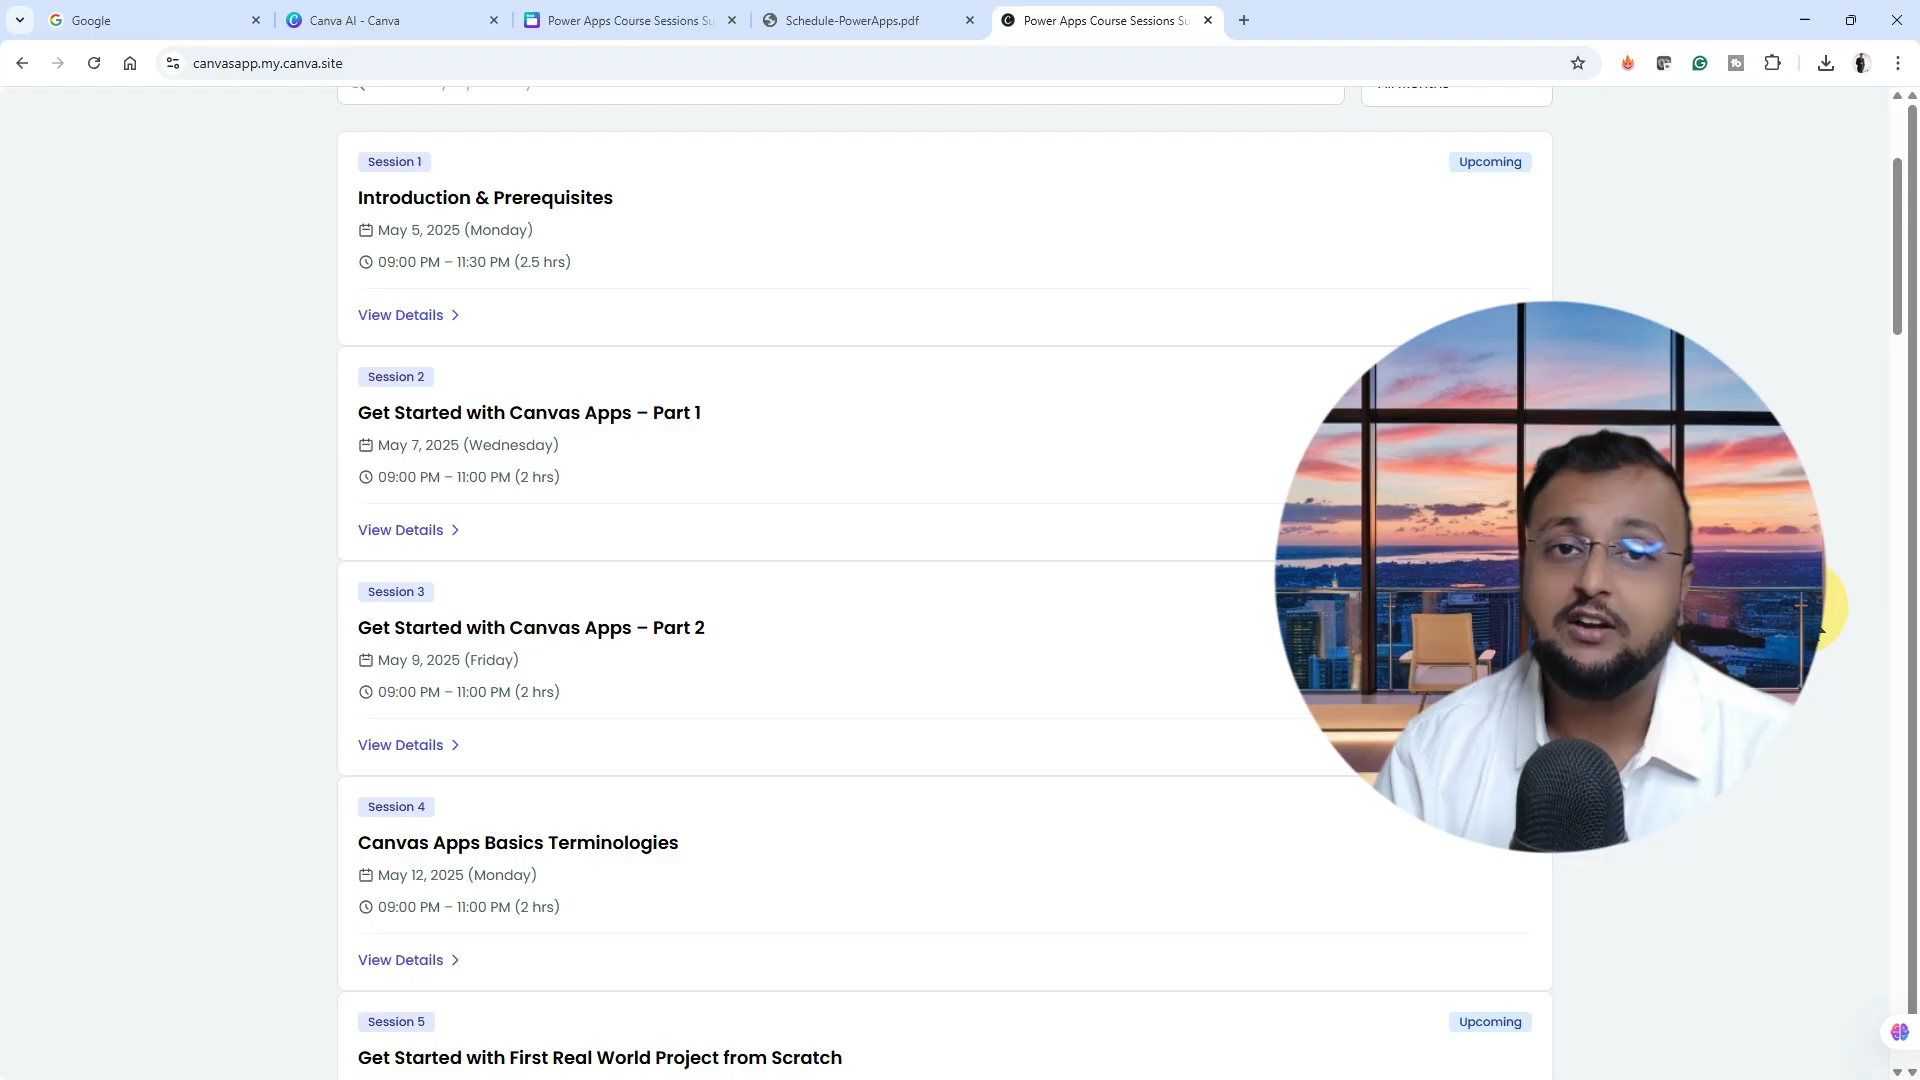 Google
Canva AI - Canva
Power Apps Course Sessions Su
Schedule-PowerApps.pdf
Power Apps Course Sessions Su
canvasapp.my.canva.site
Session 1
Upcoming
Introduction & Prerequisites
May 5, 2025 (Monday)
09:00 PM – 11:30 PM (2.5 hrs)
View Details
Session 2
Get Started with Canvas Apps – Part 1
May 7, 2025 (Wednesday)
09:00 PM – 11:00 PM (2 hrs)
View Details
Session 3
Get Started with Canvas Apps – Part 2
May 9, 2025 (Friday)
09:00 PM – 11:00 PM (2 hrs)
View Details
Session 4
Canvas Apps Basics Terminologies
May 12, 2025 (Monday)
09:00 PM – 11:00 PM (2 hrs)
View Details
Session 5
Upcoming
Get Started with First Real World Project from Scratch